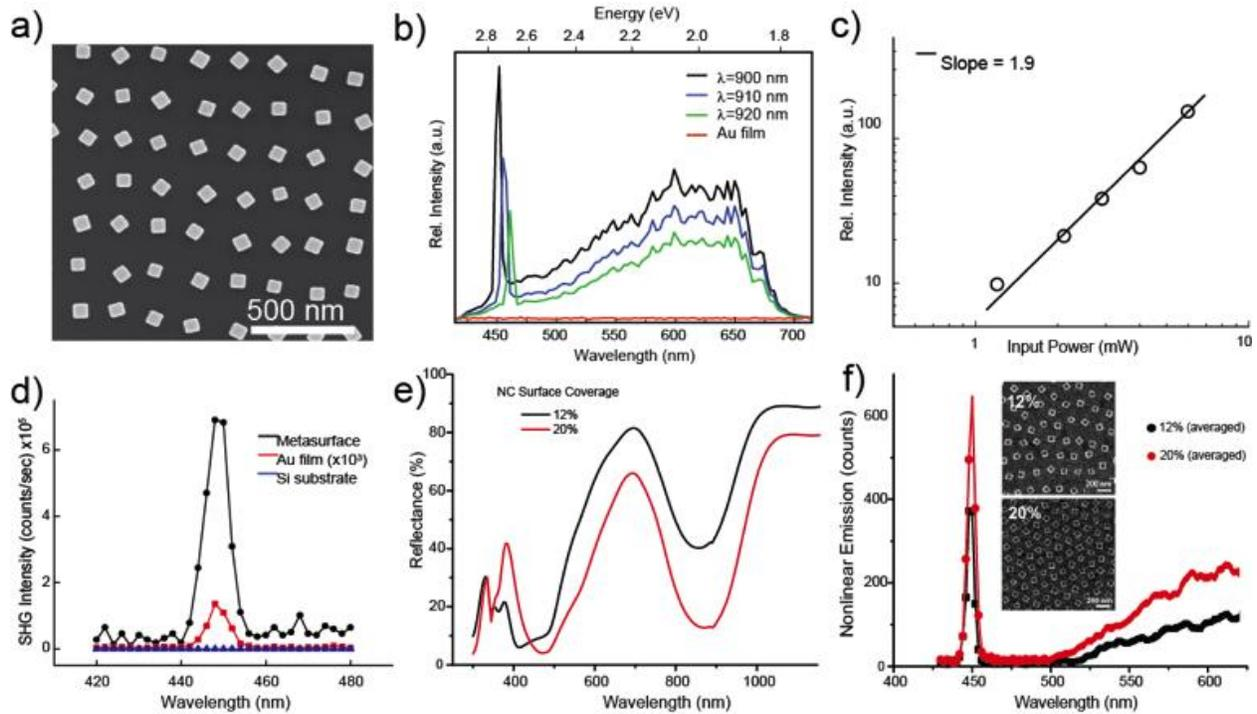 a)
500 nm
b)
Energy (eV)
2.8 2.6 2.4 2.2 2.0 1.8
Rel. Intensity (a.u.)
λ=900 nm
λ=910 nm
λ=920 nm
Au film
450 500 550 600 650 700
Wavelength (nm)
c)
Slope = 1.9
Rel. Intensity (a.u.)
100
10
1 10
Input Power (mW)
d)
SHG Intensity (counts/sec) x10⁵
6
4
2
0
Metasurface
Au film (x10³)
Si substrate
420 440 460 480
Wavelength (nm)
e)
NC Surface Coverage
12%
20%
Reflectance (%)
100
80
60
40
20
0
400 600 800 1000
Wavelength (nm)
f)
Nonlinear Emission (counts)
600
400
200
0
12%
200 nm
20%
200 nm
12% (averaged)
20% (averaged)
400 450 500 550 600
Wavelength (nm)